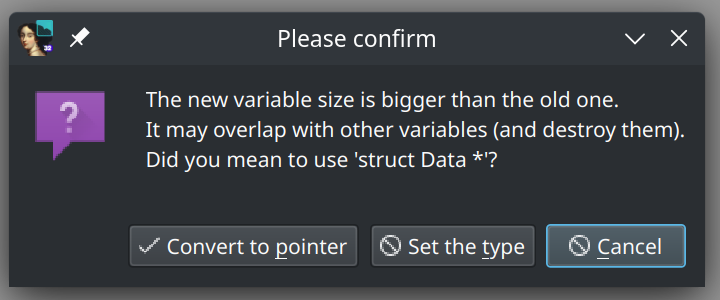 Please confirm
The new variable size is bigger than the old one.
It may overlap with other variables (and destroy them).
Did you mean to use 'struct Data *'?
Convert to pointer
Set the type
Cancel